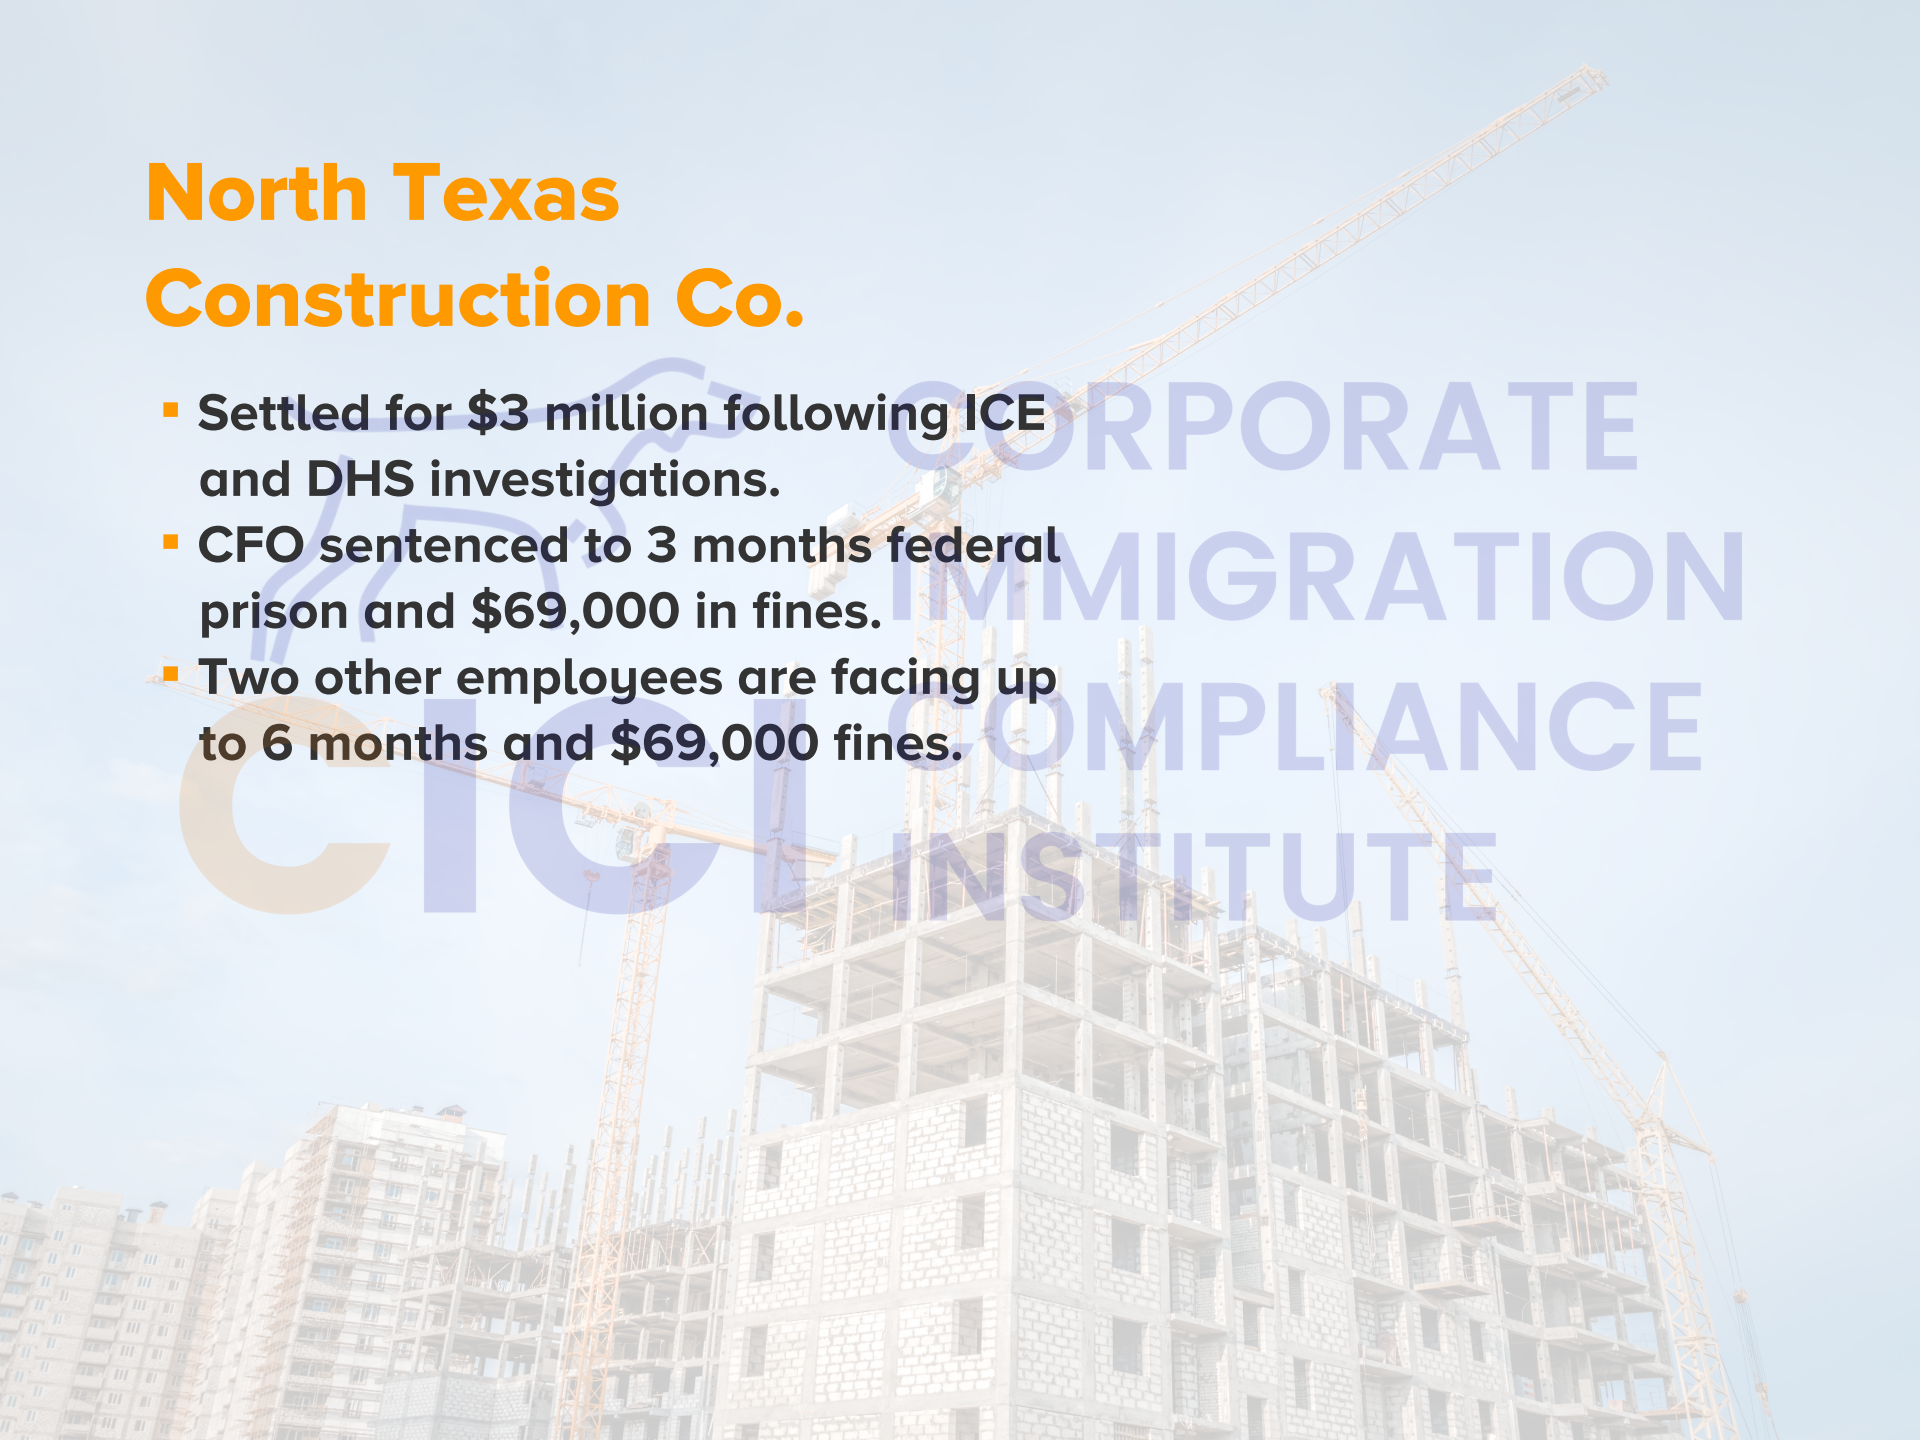 North Texas
Construction Co.
▪ Settled for $3 million following ICE
and DHS investigations.
▪ CFO sentenced to 3 months federal
prison and $69,000 in fines.
▪ Two other employees are facing up
to 6 months and $69,000 fines.
CICI
CORPORATE
IMMIGRATION
COMPLIANCE
INSTITUTE